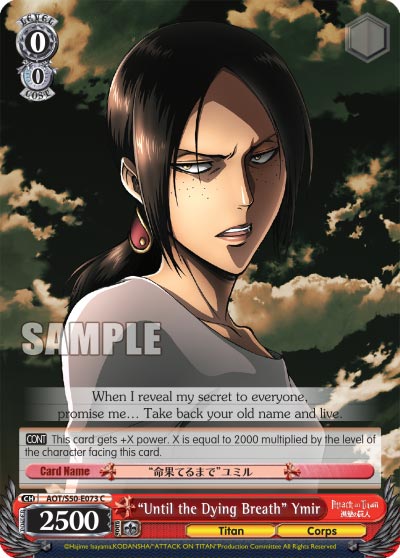 LEVEL
0
0
COST
SAMPLE
When I reveal my secret to everyone,
promise me... Take back your old name and live.
CONT This card gets +X power. X is equal to 2000 multiplied by the level
of the character facing this card.
Card Name
“命果てるまで”ユミル
CH
AOT/S50-E073 C
“Until the Dying Breath” Ymir
Attack on Titan
進撃の巨人
POWER
2500
SOUL
Titan
Corps
©Hajime Isayama,KODANSHA/"ATTACK ON TITAN"Production Committee. All Rights Reserved